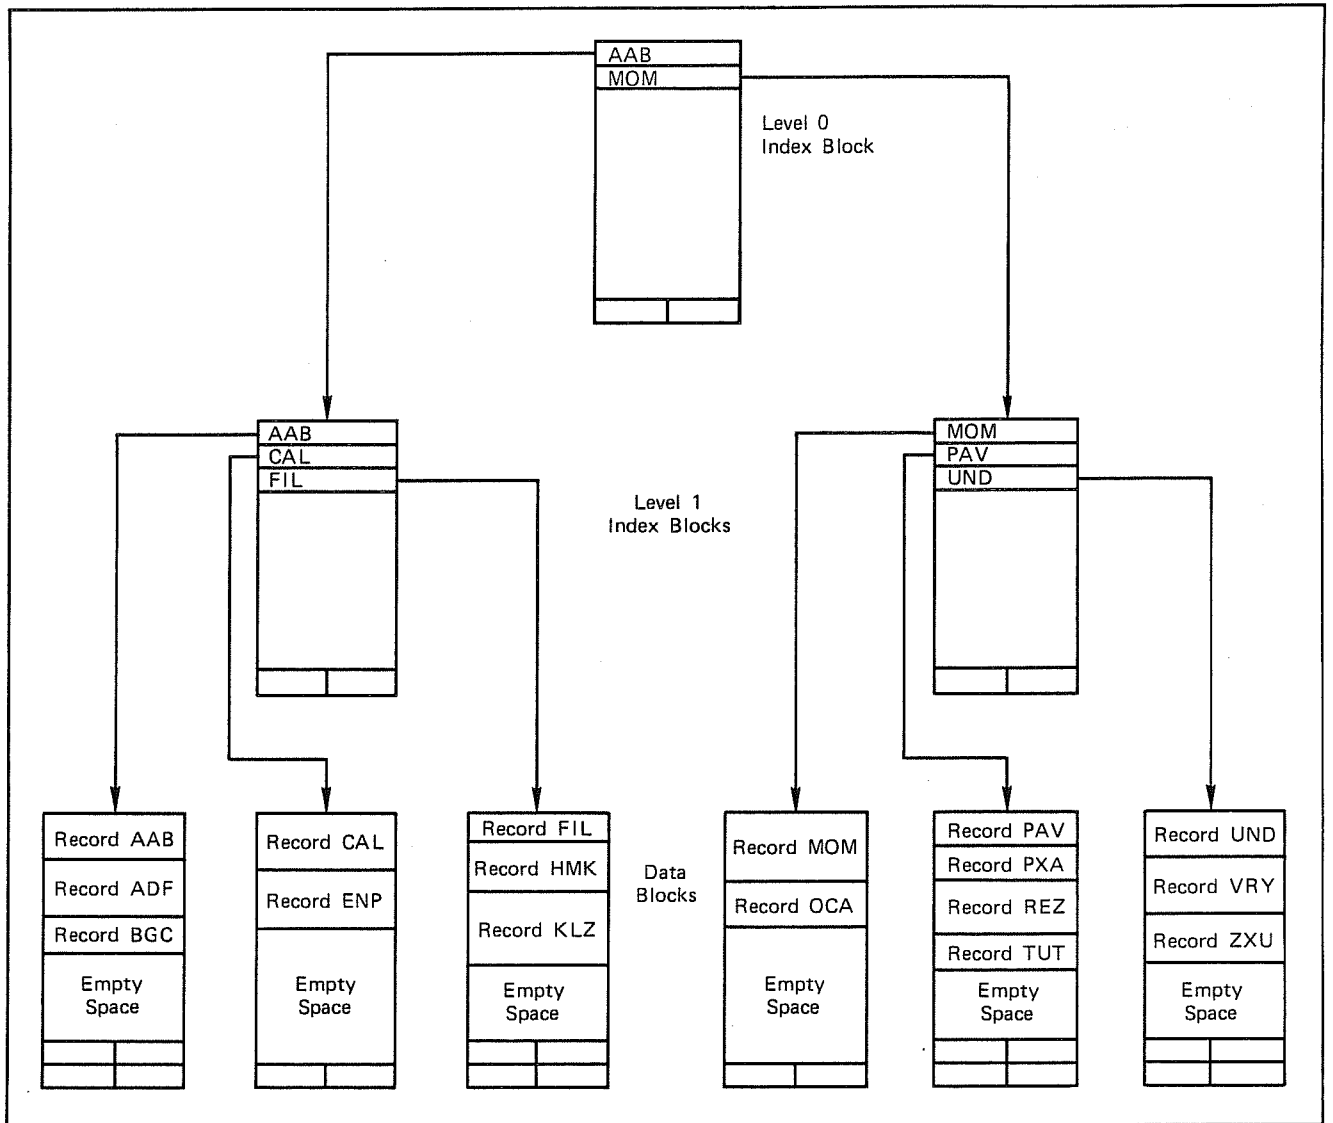 AAB
MOM
Level 0
Index Block
AAB
CAL
FIL
Level 1
Index Blocks
MOM
PAV
UND
Record AAB
Record ADF
Record BGC
Empty
Space
Record CAL
Record ENP
Empty
Space
Record FIL
Record HMK
Record KLZ
Empty
Space
Data
Blocks
Record MOM
Record OCA
Empty
Space
Record PAV
Record PXA
Record REZ
Record TUT
Empty
Space
Record UND
Record VRY
Record ZXU
Empty
Space